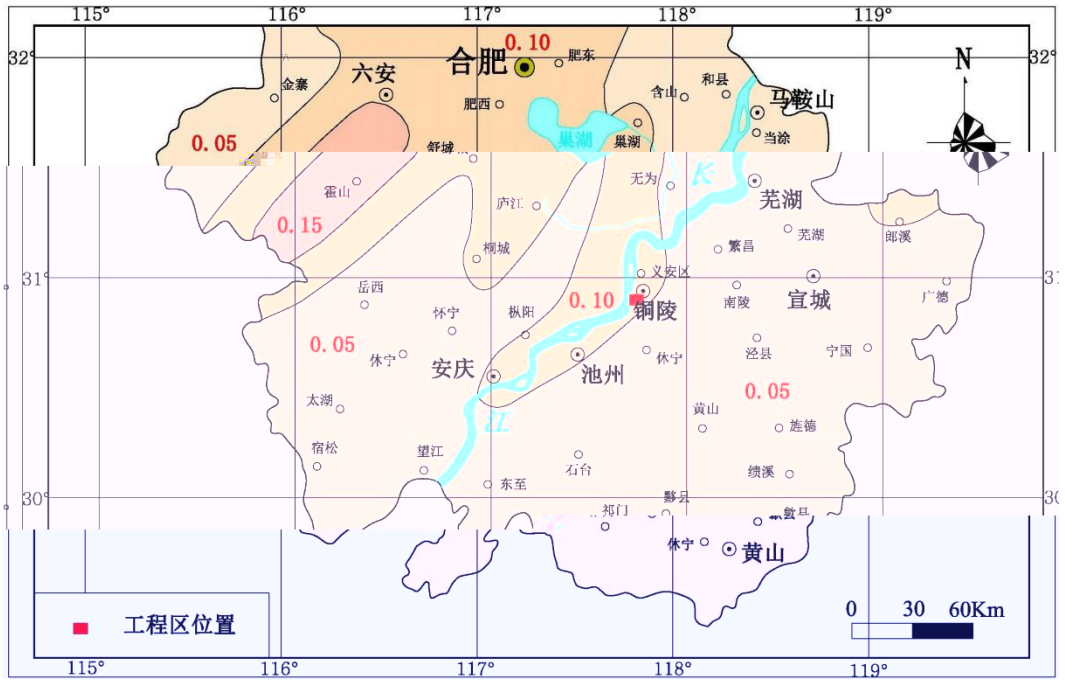 115°
116°
117°
118°
119°
32°
32°
N
合肥
0.10
肥东
六安
金寨
肥西
含山
和县
马鞍山
当涂
巢湖
巢湖
0.05
舒城
长
霍山
无为
芜湖
0.15
庐江
芜湖
郎溪
桐城
繁昌
31°
义安区
宣城
岳西
0.10
铜陵
南陵
广德
怀宁
枞阳
0.05
休宁
安庆
池州
休宁
泾县
宁国
0.05
太湖
黄山
旌德
江
宿松
望江
石台
绩溪
东至
30°
黟县
祁门
歙县
休宁
黄山
工程区位置
0 30 60Km
115°
116°
117°
118°
119°